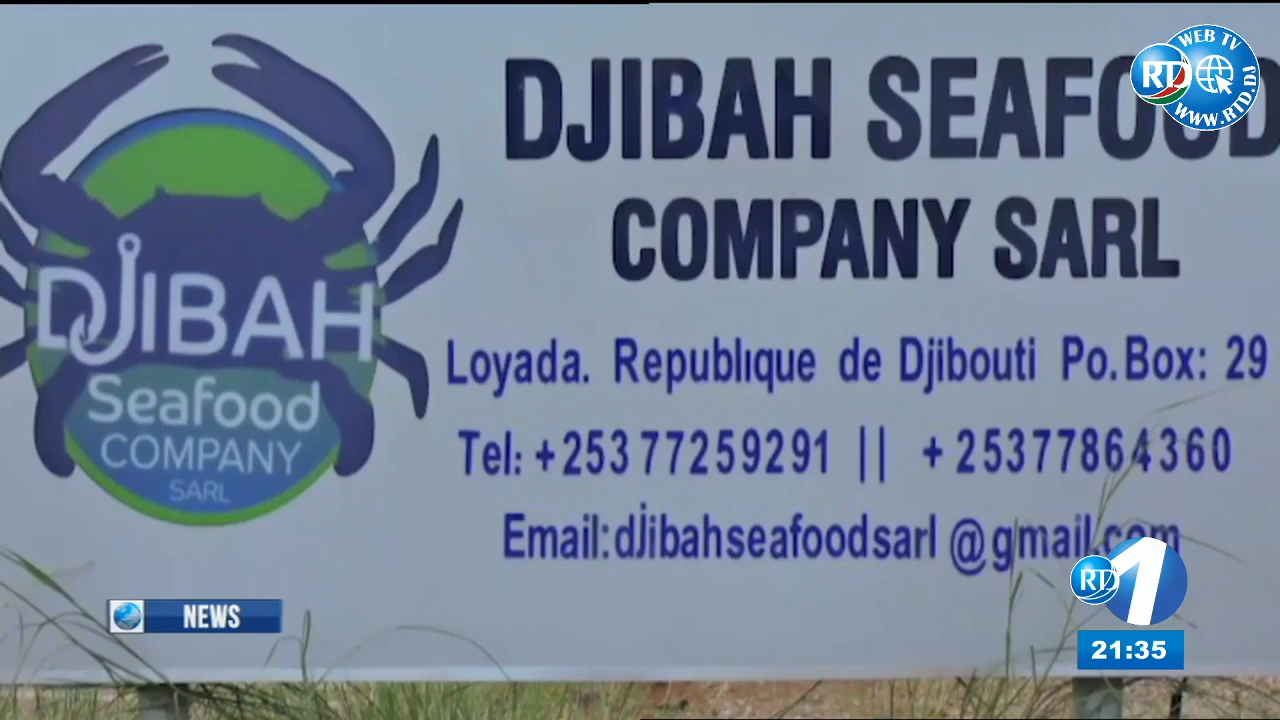 WEB TV
RTD
WWW.RTD.DJ
DJIBAH SEAFOOD
COMPANY SARL
DJIBAH
Seafood
COMPANY
SARL
Loyada. Republique de Djibouti Po.Box: 29
Tel: +253 77259291 || + 25377864360
Email:djibahseafoodsarl @gmail.com
NEWS
RTD 1
21:35